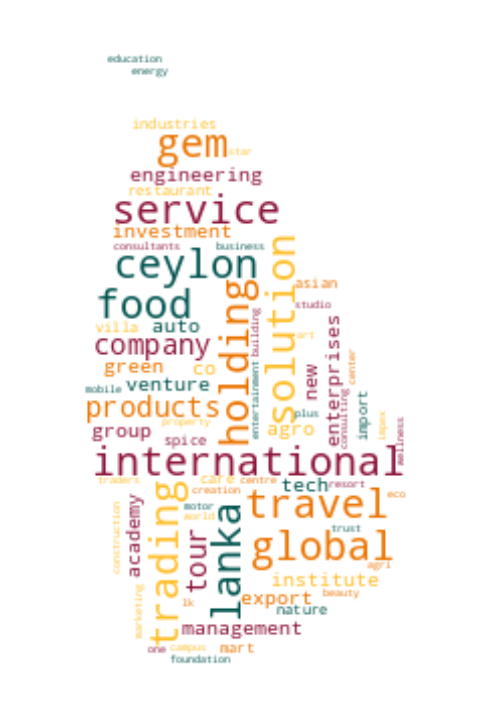 education
energy
industries
gem
star
engineering
restaurant
service
investment
consultants
business
ceylon
solution
asian
food
holding
studio
villa
auto
building
art
enterprises
company
green
co
new
center
mobile
venture
entertainment
products
plus
consulting
import
impex
property
agro
group
spice
wellness
international
traders
care
centre
tech
resort
creation
eco
trading
academy
construction
motor
world
lanka
travel
trust
tour
global
agri
institute
marketing
lk
export
beauty
nature
management
one
campus
mart
foundation